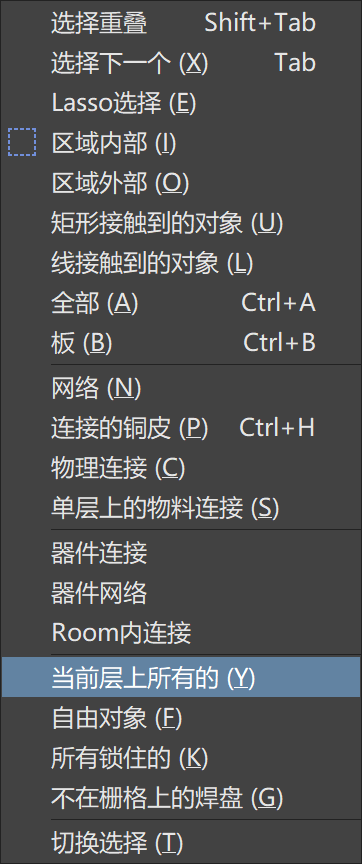 选择重叠 Shift+Tab
选择下一个 (X) Tab
Lasso选择 (E)
区域内部 (I)
区域外部 (O)
矩形接触到的对象 (U)
线接触到的对象 (L)
全部 (A) Ctrl+A
板 (B) Ctrl+B
网络 (N)
连接的铜皮 (P) Ctrl+H
物理连接 (C)
单层上的物料连接 (S)
器件连接
器件网络
Room内连接
当前层上所有的 (Y)
自由对象 (F)
所有锁住的 (K)
不在栅格上的焊盘 (G)
切换选择 (T)